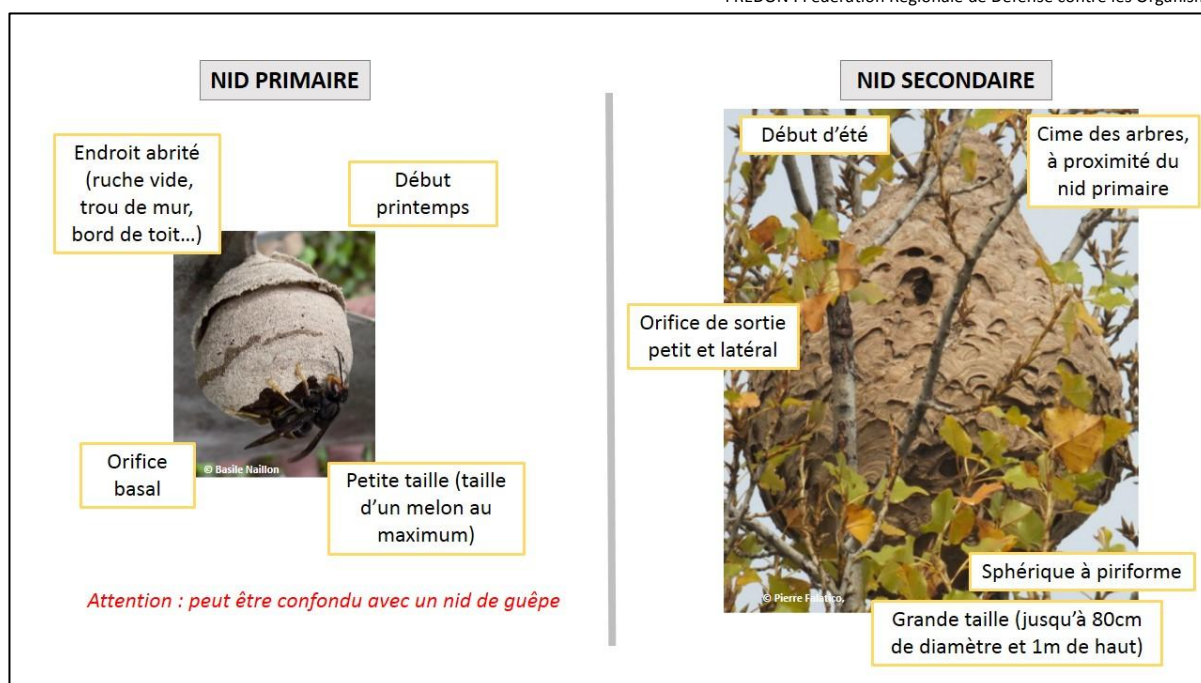 FREDON : Fédération Régionale de Défense contre les Organism
NID PRIMAIRE
Endroit abrité
(ruche vide,
trou de mur,
bord de toit…)
Début
printemps
Orifice
basal
© Basile Naillon
Petite taille (taille
d’un melon au
maximum)
Attention : peut être confondu avec un nid de guêpe
NID SECONDAIRE
Début d’été
Cime des arbres,
à proximité du
nid primaire
Orifice de sortie
petit et latéral
Sphérique à piriforme
© Pierre Falatico,
Grande taille (jusqu’à 80cm
de diamètre et 1m de haut)